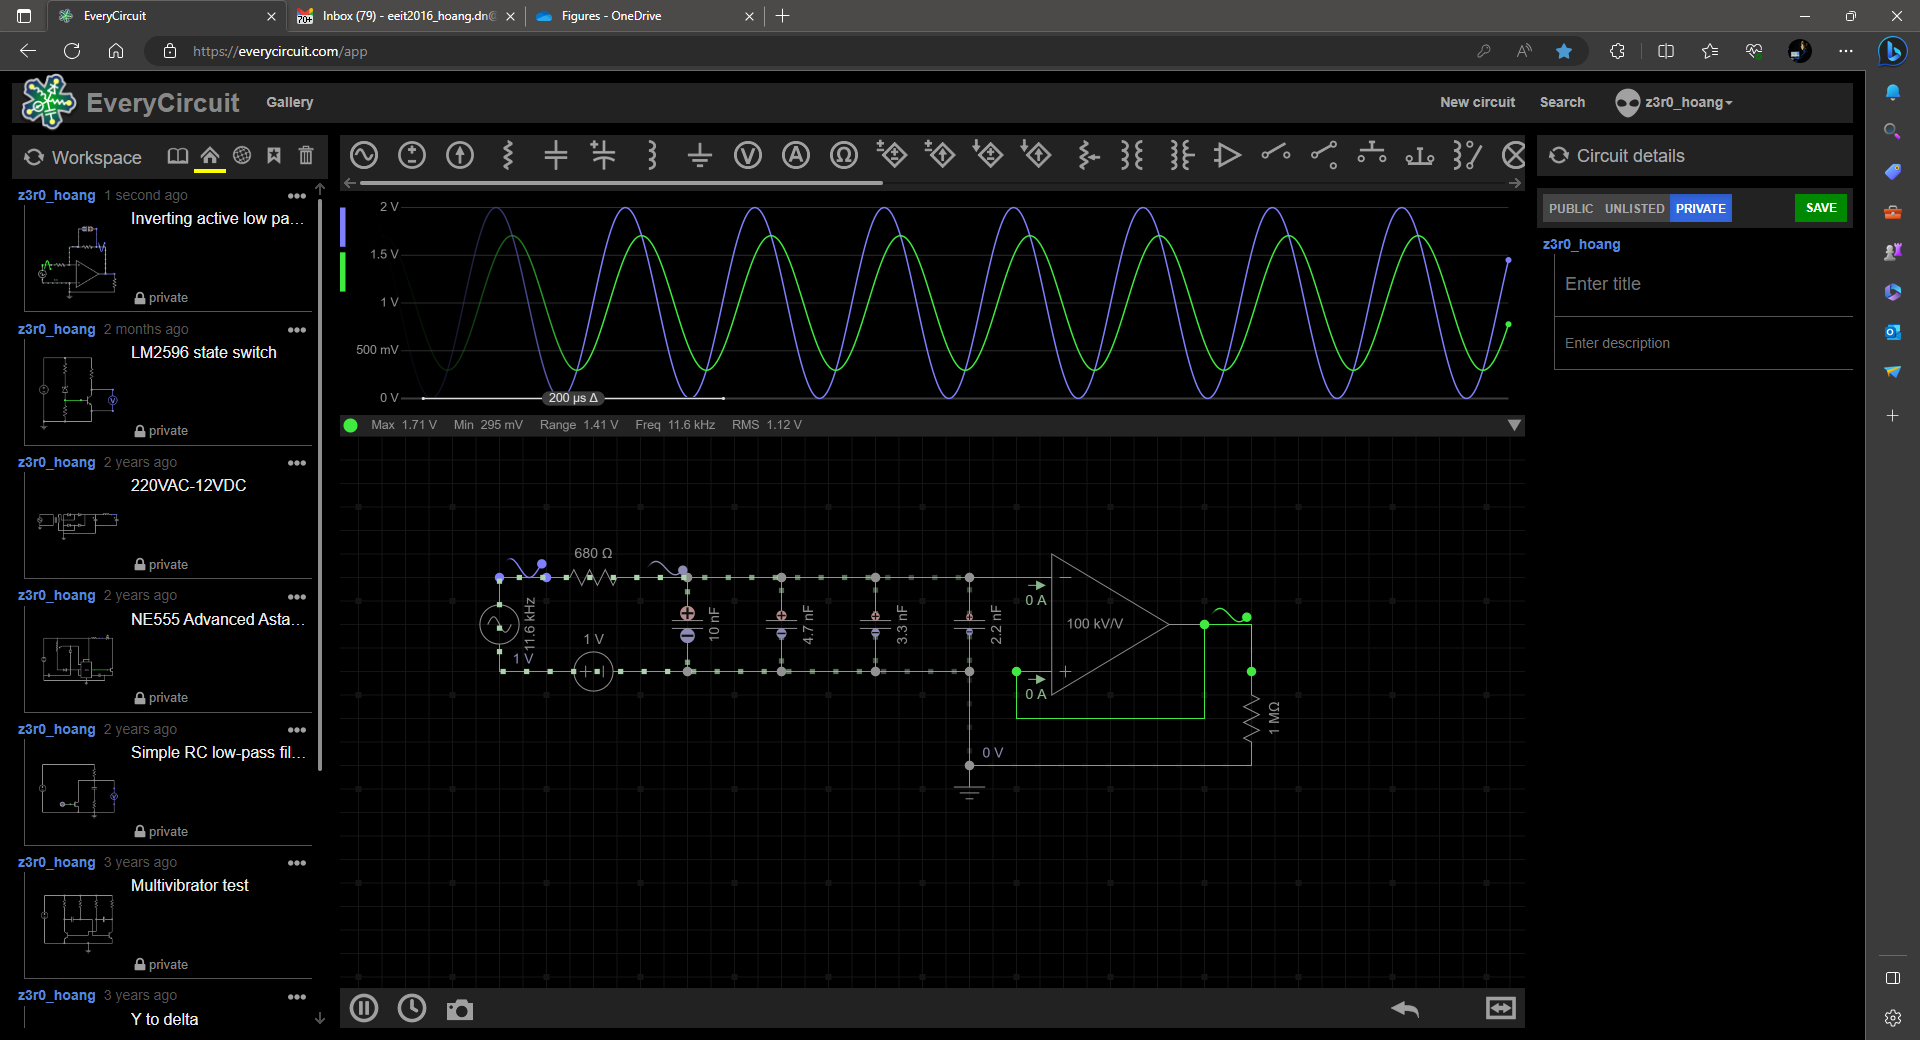 EveryCircuit
Inbox (79) - eeit2016_hoang.dn@
Figures - OneDrive
https://everycircuit.com/app
EveryCircuit
Gallery
New circuit
Search
z3r0_hoang
Workspace
z3r0_hoang 1 second ago
Inverting active low pa...
private
z3r0_hoang 2 months ago
LM2596 state switch
private
z3r0_hoang 2 years ago
220VAC-12VDC
private
z3r0_hoang 2 years ago
NE555 Advanced Asta...
private
z3r0_hoang 2 years ago
Simple RC low-pass fil...
private
z3r0_hoang 3 years ago
Multivibrator test
private
z3r0_hoang 3 years ago
Y to delta
2 V
1.5 V
1 V
500 mV
0 V
200 µs Δ
Max 1.71 V Min 295 mV Range 1.41 V Freq 11.6 kHz RMS 1.12 V
680 Ω
11.6 kHz
1 V
1 V
10 nF
4.7 nF
3.3 nF
2.2 nF
0 A
100 kV/V
0 A
1 MΩ
0 V
Circuit details
PUBLIC UNLISTED PRIVATE
SAVE
z3r0_hoang
Enter title
Enter description